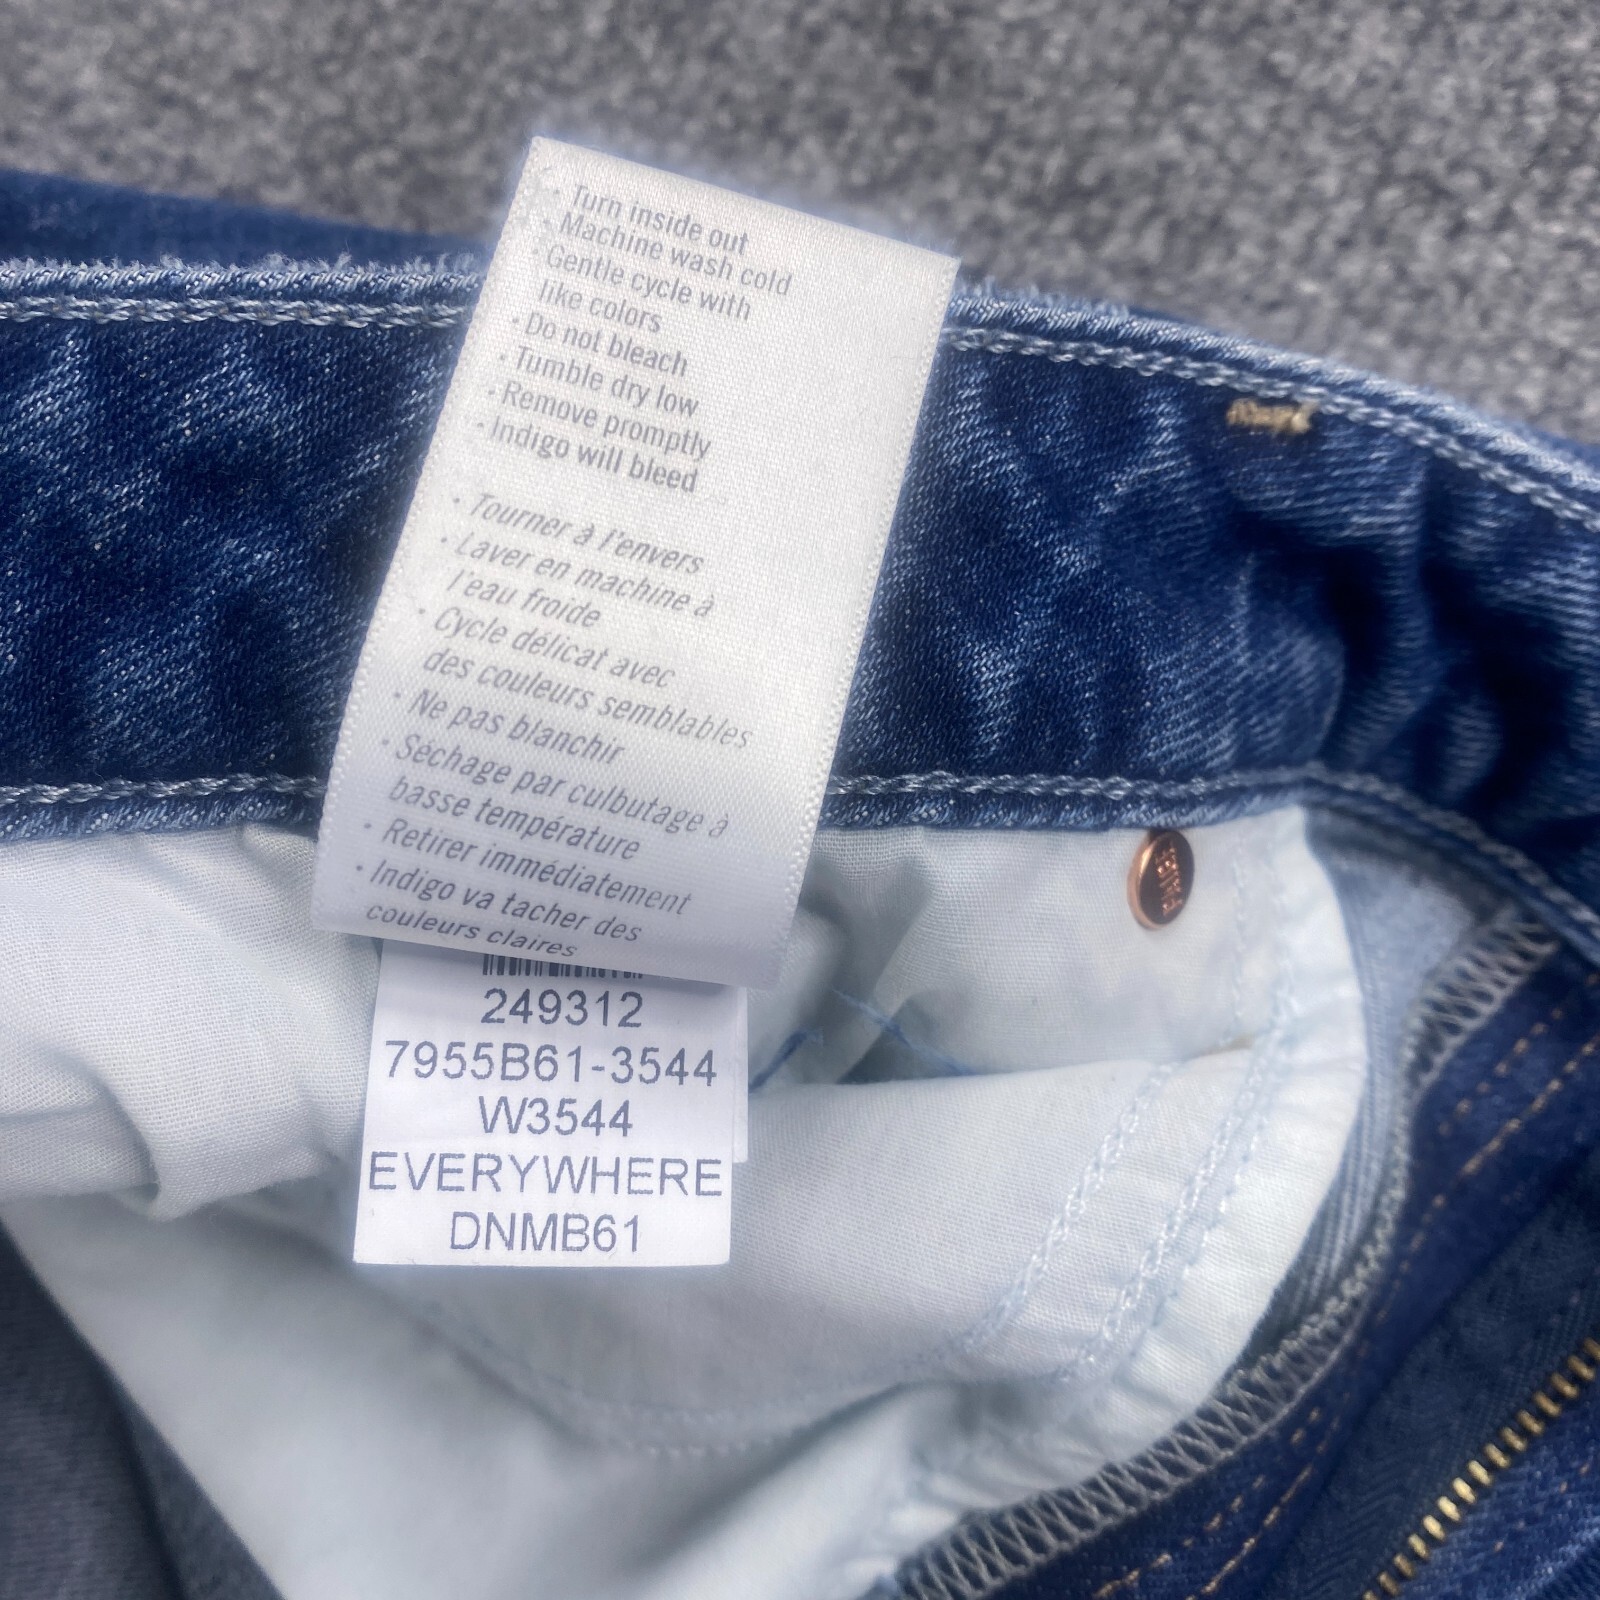 • Turn inside out
• Machine wash cold
• Gentle cycle with
like colors
• Do not bleach
• Tumble dry low
• Remove promptly
• Indigo will bleed
• Tourner à l'envers
• Laver en machine à
l'eau froide
• Cycle délicat avec
des couleurs semblables
• Ne pas blanchir
• Séchage par culbutage à
basse température
• Retirer immédiatement
• Indigo va tacher des
couleurs claires
249312
7955B61-3544
W3544
EVERYWHERE
DNMB61
PAIGE